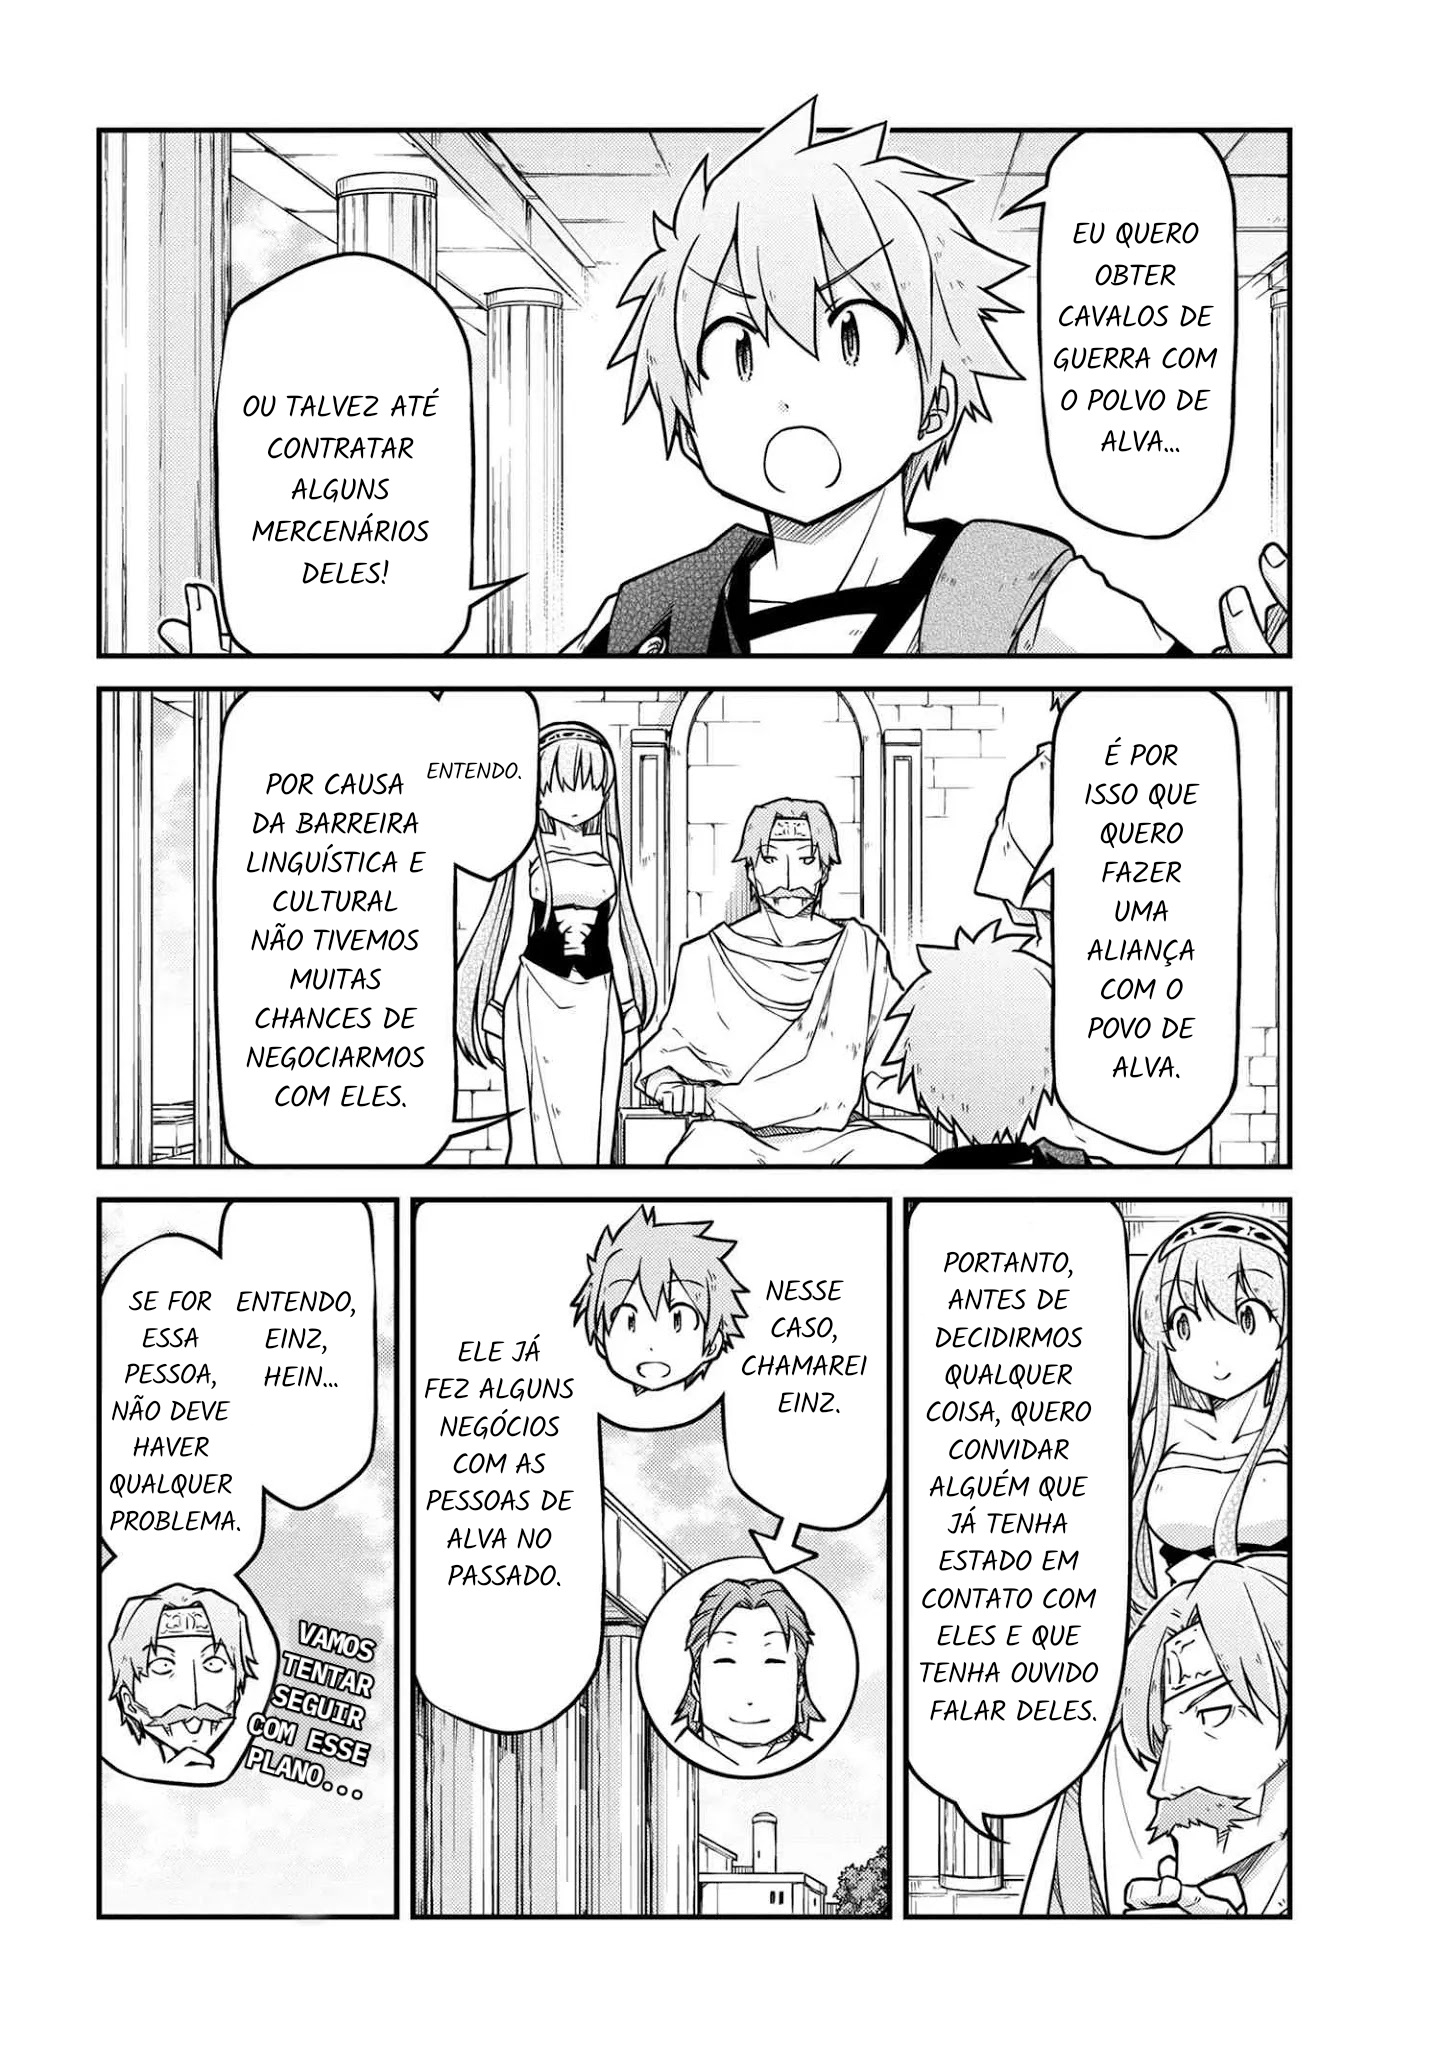 EU QUERO
OBTER
CAVALOS DE
GUERRA COM
O POLVO DE
ALVA...
OU TALVEZ ATÉ
CONTRATAR
ALGUNS
MERCENÁRIOS
DELES!
É POR
ISSO QUE
QUERO
FAZER
UMA
ALIANÇA
COM O
POVO DE
ALVA.
ENTENDO.
POR CAUSA
DA BARREIRA
LINGUÍSTICA E
CULTURAL
NÃO TIVEMOS
MUITAS
CHANCES DE
NEGOCIARMOS
COM ELES.
PORTANTO,
ANTES DE
DECIDIRMOS
QUALQUER
COISA, QUERO
CONVIDAR
ALGUÉM QUE
JÁ TENHA
ESTADO EM
CONTATO COM
ELES E QUE
TENHA OUVIDO
FALAR DELES.
NESSE
CASO,
CHAMAREI
EINZ.
ELE JÁ
FEZ ALGUNS
NEGÓCIOS
COM AS
PESSOAS DE
ALVA NO
PASSADO.
ENTENDO,
EINZ,
HEIN...
SE FOR
ESSA
PESSOA,
NÃO DEVE
HAVER
QUALQUER
PROBLEMA.
VAMOS
TENTAR
SEGUIR
COM ESSE
PLANO...